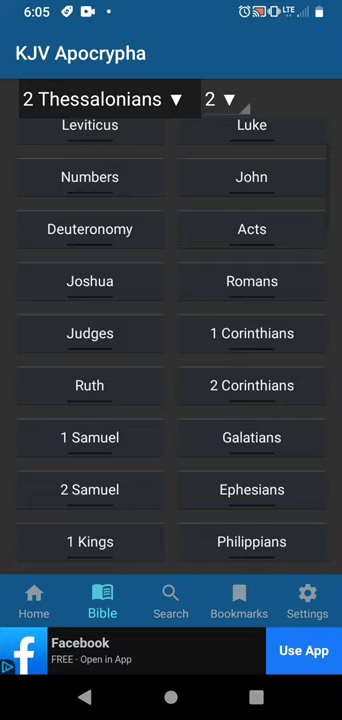 6:05
LTE
KJV Apocrypha
2 Thessalonians ▼ 2 ▼
Leviticus Luke
Numbers John
Deuteronomy Acts
Joshua Romans
Judges 1 Corinthians
Ruth 2 Corinthians
1 Samuel Galatians
2 Samuel Ephesians
1 Kings Philippians
Home Bible Search Bookmarks Settings
Facebook
FREE · Open in App
Use App